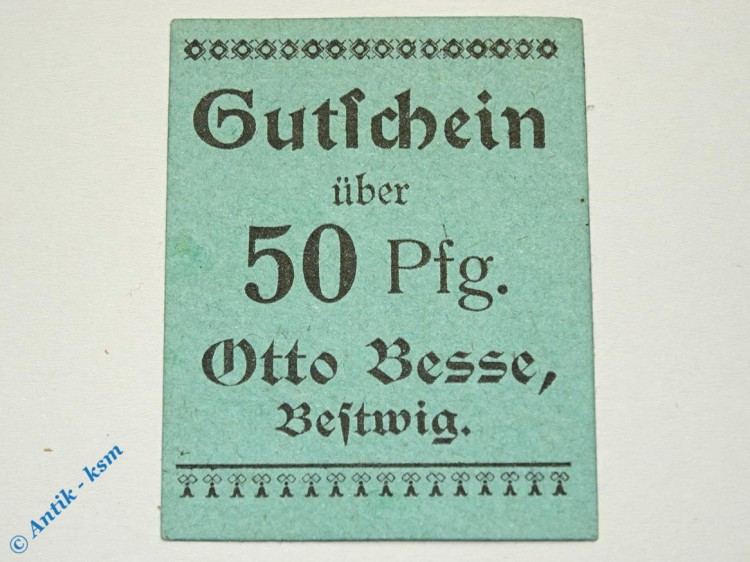 Gutſchein
über
50 Pfg.
Otto Besse,
Beſtwig.
© Antik - ksm